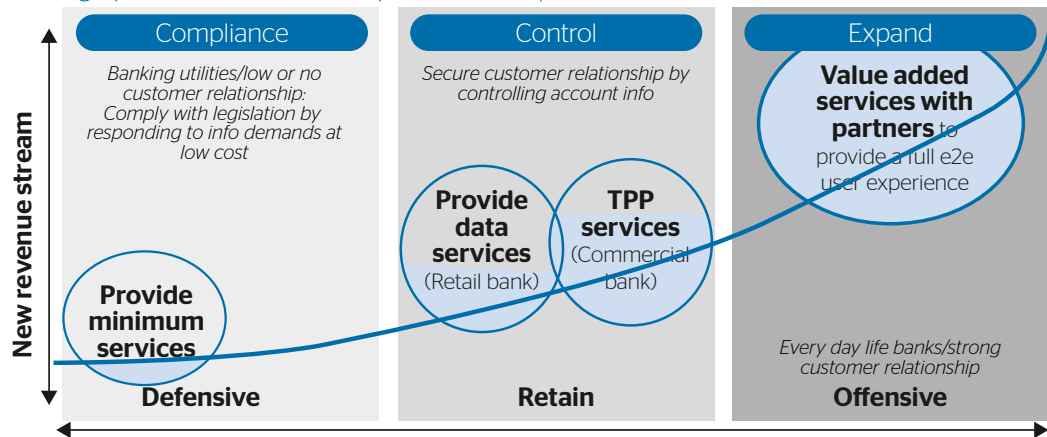 Compliance
Banking utilities/low or no
customer relationship:
Comply with legislation by
responding to info demands at
low cost
Provide
minimum
services
Defensive
Control
Secure customer relationship by
controlling account info
Provide
data
services
(Retail bank)
TPP
services
(Commercial
bank)
Retain
Expand
Value added
services with
partners to
provide a full e2e
user experience
Every day life banks/strong
customer relationship
Offensive
New revenue stream